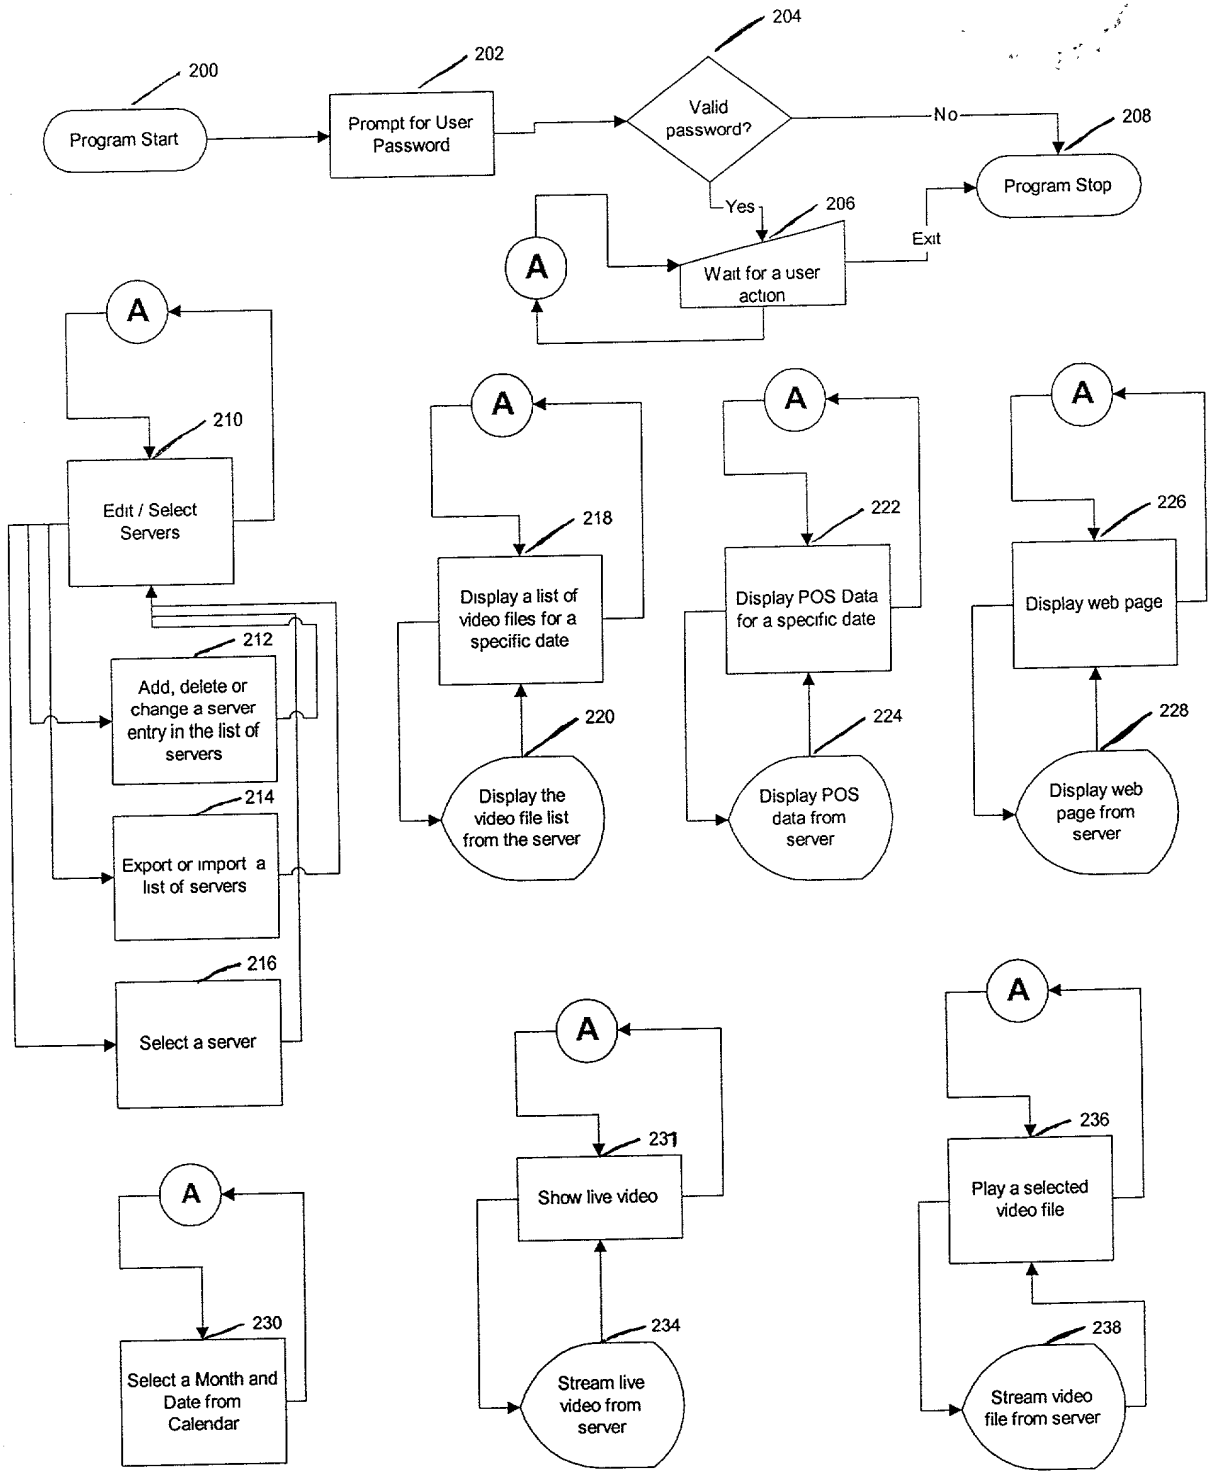 200
Program Start
202
Prompt for User
Password
204
Valid
password?
No
208
Program Stop
Yes
206
Wait for a user
action
Exit
A
A
210
Edit / Select
Servers
212
Add, delete or
change a server
entry in the list of
servers
214
Export or import a
list of servers
216
Select a server
A
218
Display a list of
video files for a
specific date
220
Display the
video file list
from the server
A
222
Display POS Data
for a specific date
224
Display POS
data from
server
A
226
Display web page
228
Display web
page from
server
A
230
Select a Month and
Date from
Calendar
A
231
Show live video
234
Stream live
video from
server
A
236
Play a selected
video file
238
Stream video
file from server